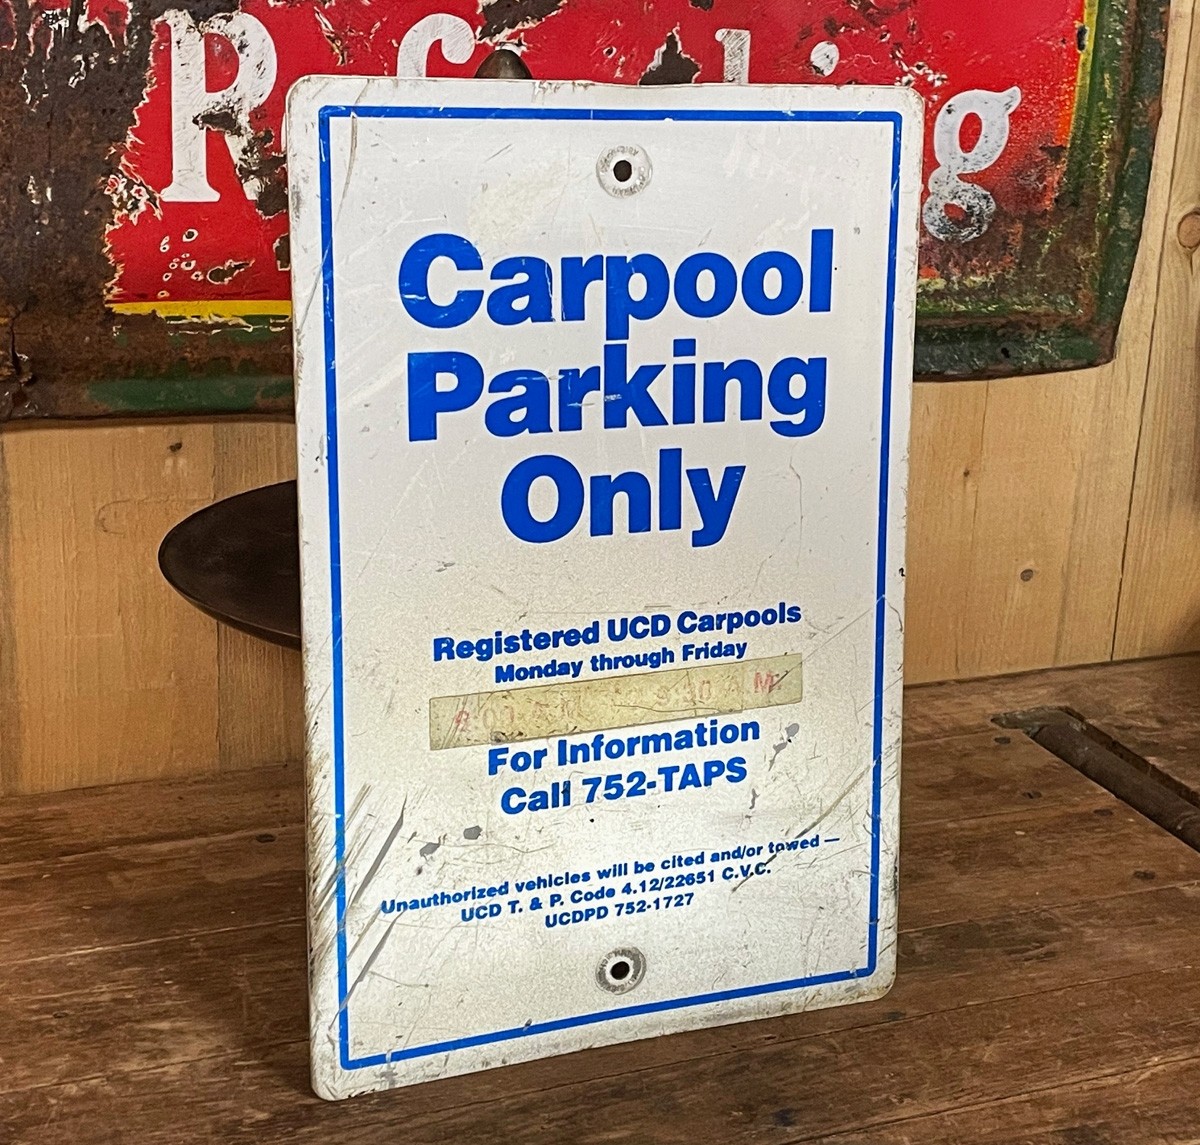 Carpool
Parking
Only
Registered UCD Carpools
Monday through Friday
M.
For Information
Call 752-TAPS
Unauthorized vehicles will be cited and/or towed —
UCD T. & P. Code 4.12/22651 C.V.C.
UCDPD 752-1727